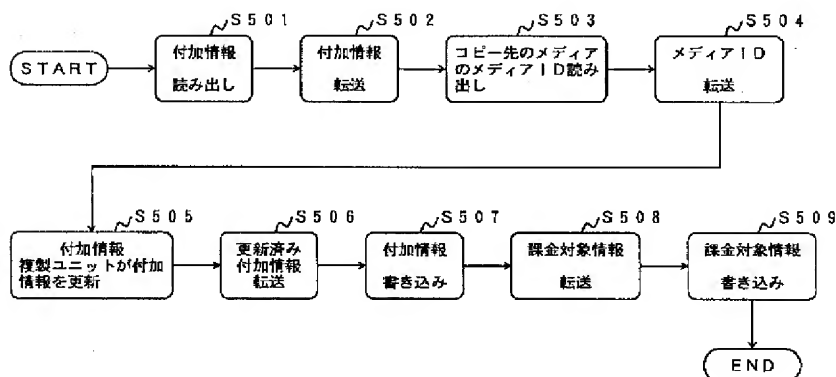 S501
S502
S503
S504
START
付加情報
読み出し
付加情報
転送
コピー先のメディア
のメディアID読み
出し
メディアID
転送
S505
S506
S507
S508
S509
付加情報
複製ユニットが付加
情報を更新
更新済み
付加情報
転送
付加情報
書き込み
課金対象情報
転送
課金対象情報
書き込み
END